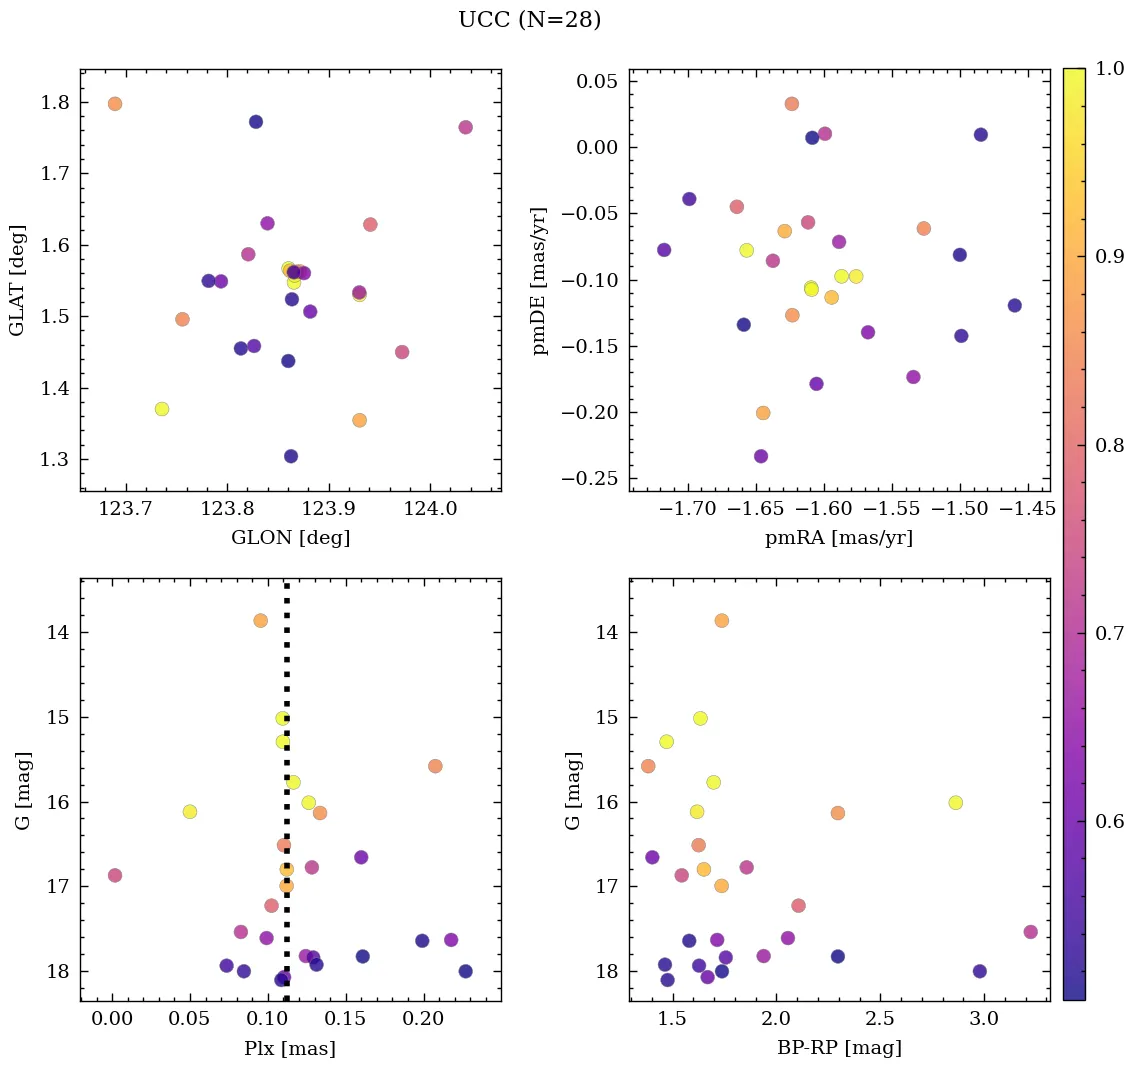 UCC (N=28)
1.8
1.7
1.6
1.5
1.4
1.3
GLAT [deg]
123.7 123.8 123.9 124.0
GLON [deg]
0.05
0.00
−0.05
−0.10
−0.15
−0.20
−0.25
pmDE [mas/yr]
−1.70 −1.65 −1.60 −1.55 −1.50 −1.45
pmRA [mas/yr]
14
15
16
17
18
G [mag]
0.00 0.05 0.10 0.15 0.20
Plx [mas]
14
15
16
17
18
G [mag]
1.5 2.0 2.5 3.0
BP-RP [mag]
1.0
0.9
0.8
0.7
0.6